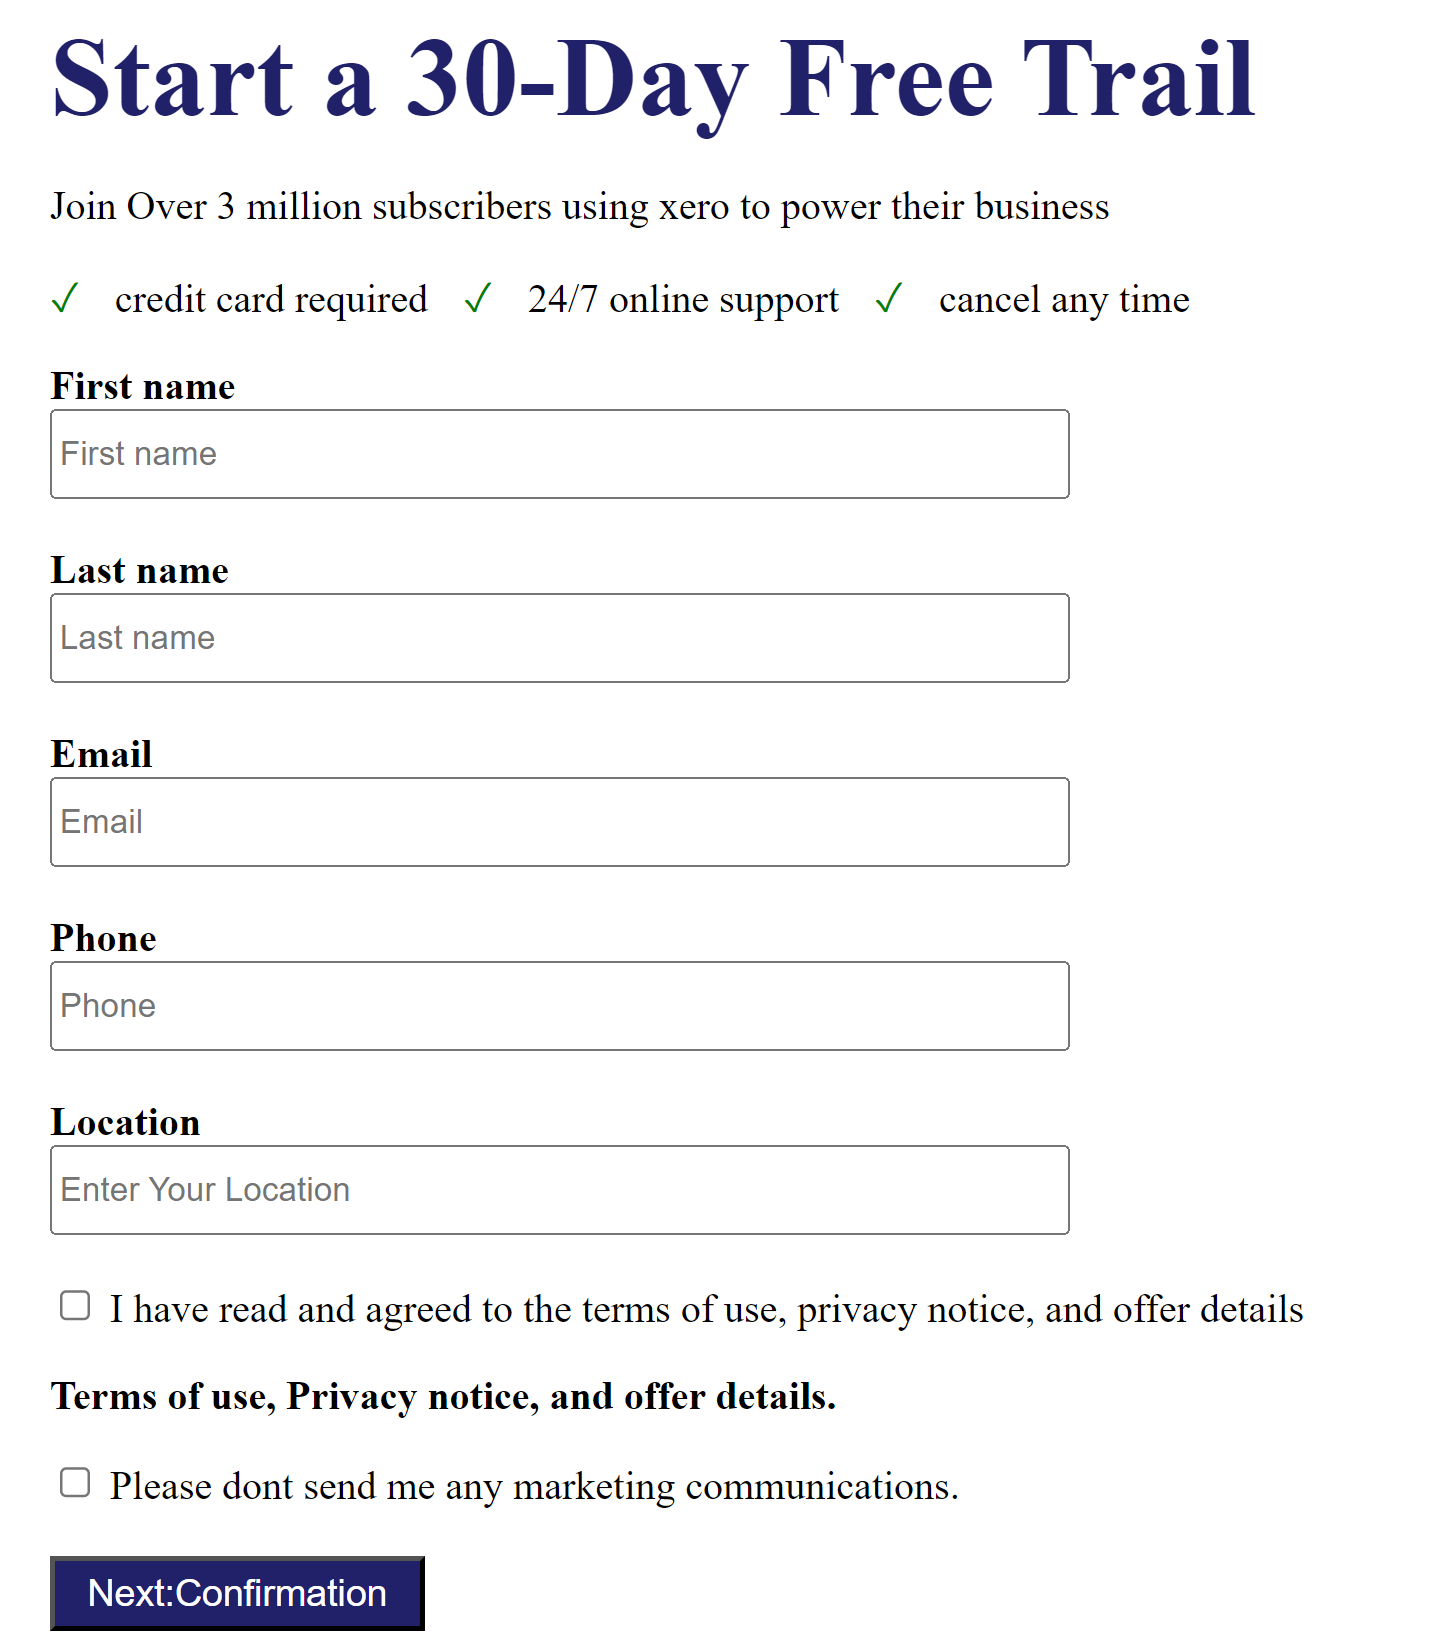 Start a 30-Day Free Trail
Join Over 3 million subscribers using xero to power their business
✓ credit card required ✓ 24/7 online support ✓ cancel any time
First name
First name
Last name
Last name
Email
Email
Phone
Phone
Location
Enter Your Location
I have read and agreed to the terms of use, privacy notice, and offer details
Terms of use, Privacy notice, and offer details.
Please dont send me any marketing communications.
Next:Confirmation